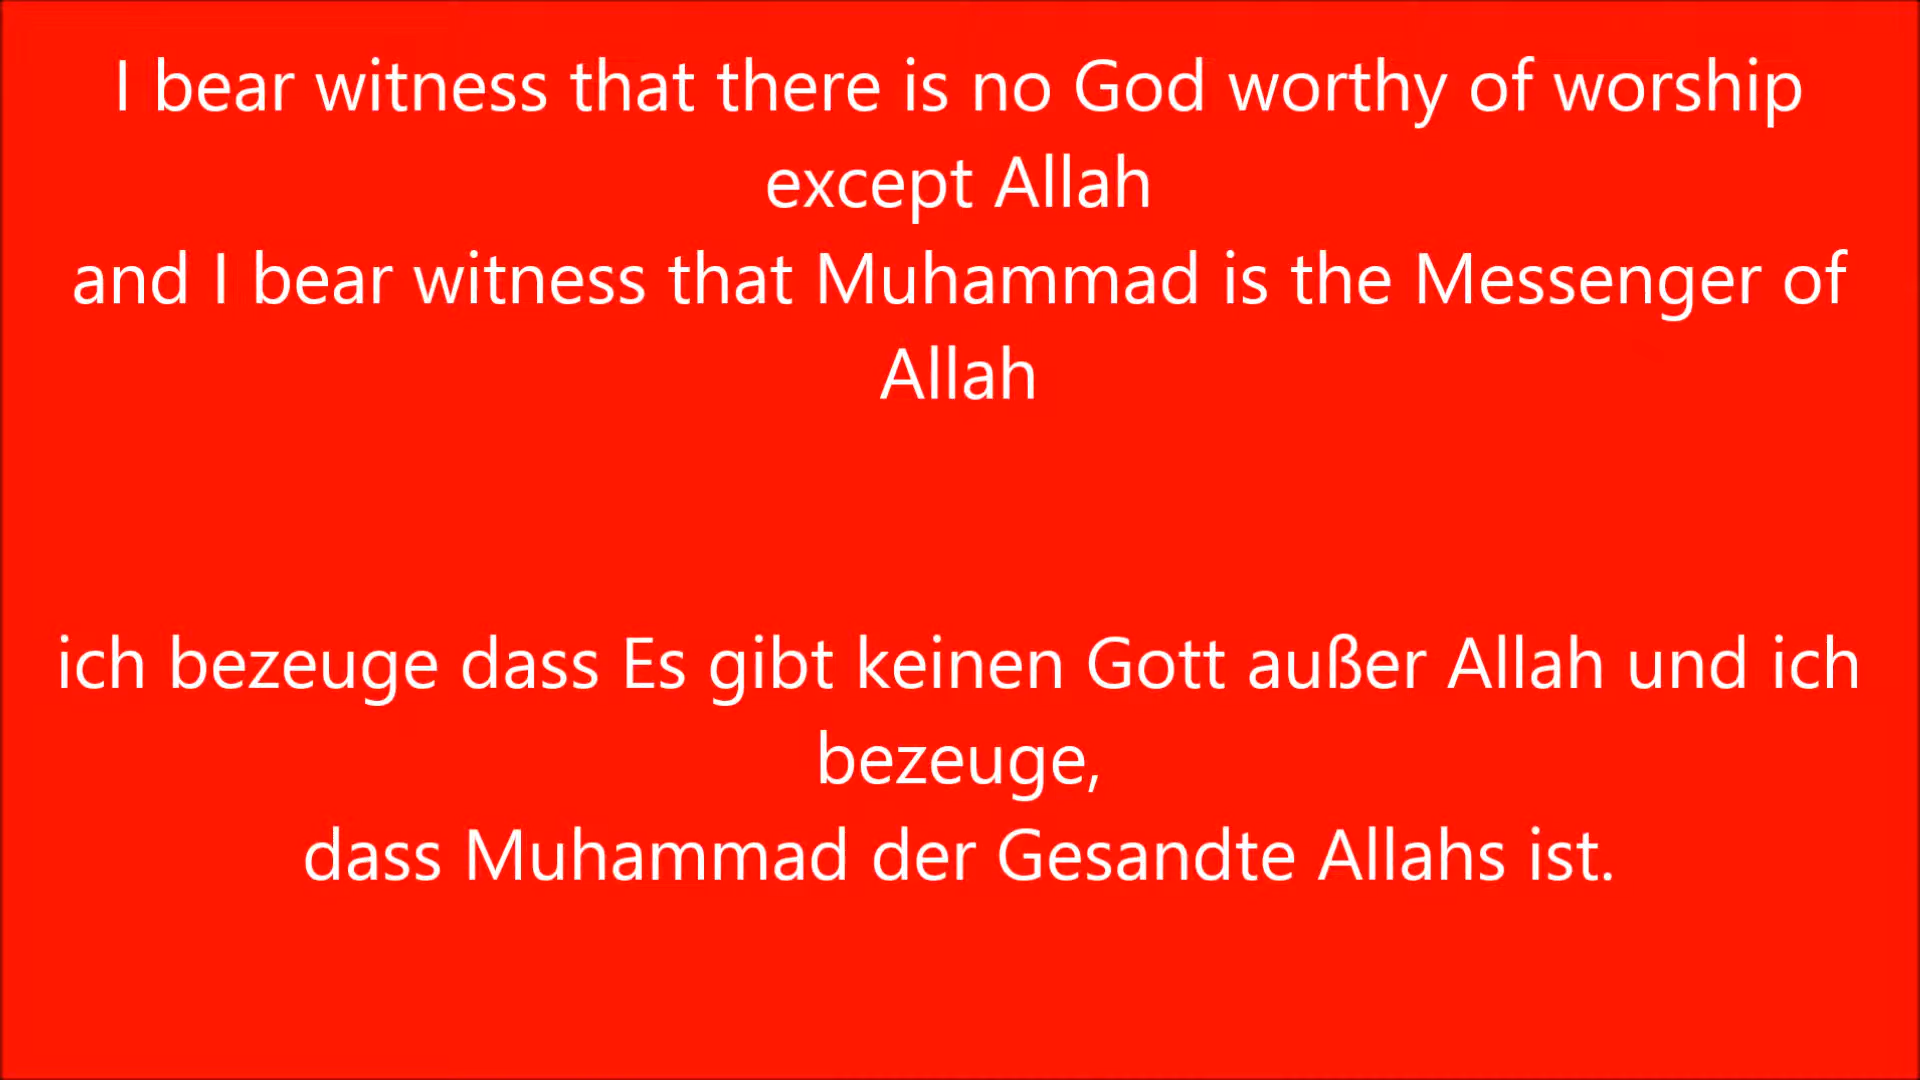 I bear witness that there is no God worthy of worship
except Allah
and I bear witness that Muhammad is the Messenger of
Allah
ich bezeuge dass Es gibt keinen Gott außer Allah und ich
bezeuge,
dass Muhammad der Gesandte Allahs ist.